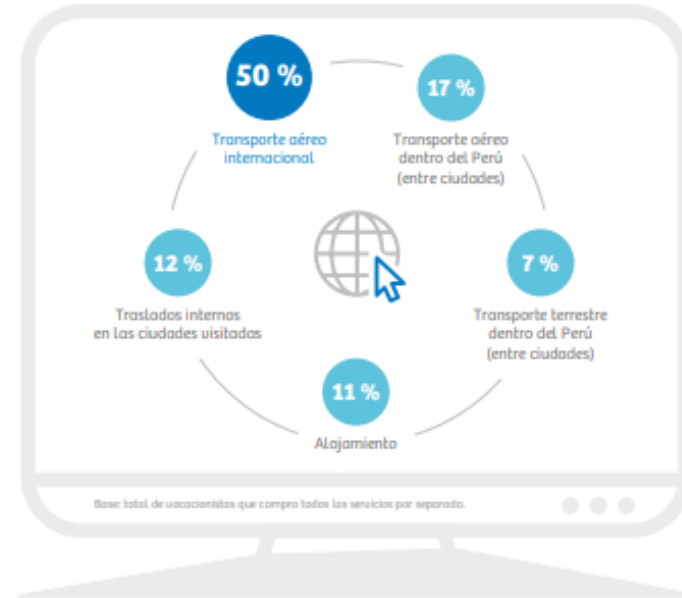 50 %
Transporte aéreo
internacional
17 %
Transporte aéreo
dentro del Perú
(entre ciudades)
12 %
Traslados internos
en las ciudades visitadas
7 %
Transporte terrestre
dentro del Perú
(entre ciudades)
11 %
Alojamiento
Base: total de vacacionistas que compra todos los servicios por separado.